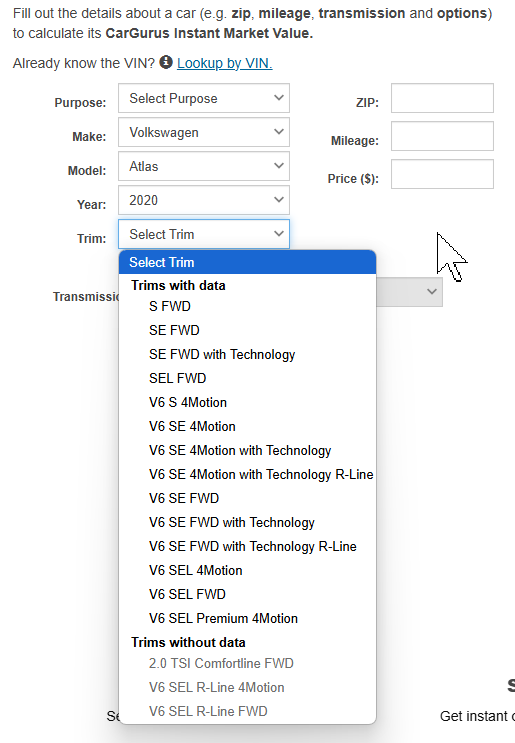 Fill out the details about a car (e.g. zip, mileage, transmission and options)
to calculate its CarGurus Instant Market Value.
Already know the VIN? Lookup by VIN.
Purpose: Select Purpose
ZIP:
Make: Volkswagen
Mileage:
Model: Atlas
Price ($):
Year: 2020
Trim: Select Trim
Select Trim
Trims with data
S FWD
SE FWD
SE FWD with Technology
SEL FWD
V6 S 4Motion
V6 SE 4Motion
V6 SE 4Motion with Technology
V6 SE 4Motion with Technology R-Line
V6 SE FWD
V6 SE FWD with Technology
V6 SE FWD with Technology R-Line
V6 SEL 4Motion
V6 SEL FWD
V6 SEL Premium 4Motion
Trims without data
2.0 TSI Comfortline FWD
V6 SEL R-Line 4Motion
V6 SEL R-Line FWD
Transmissi
S
Se
Get instant